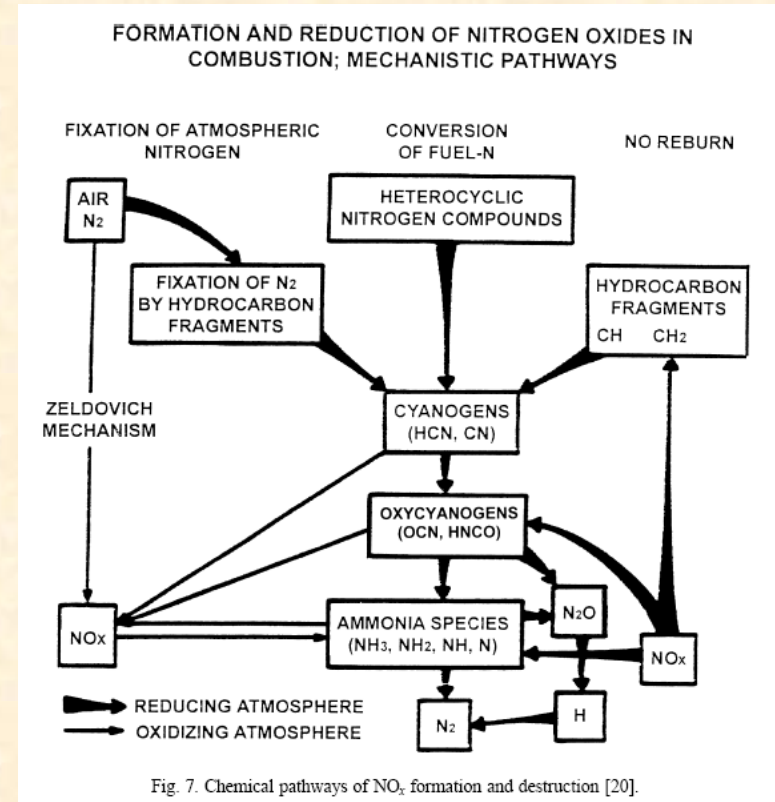 FORMATION AND REDUCTION OF NITROGEN OXIDES IN
COMBUSTION; MECHANISTIC PATHWAYS
FIXATION OF ATMOSPHERIC
NITROGEN
CONVERSION
OF FUEL-N
NO REBURN
AIR
N2
HETEROCYCLIC
NITROGEN COMPOUNDS
FIXATION OF N2
BY HYDROCARBON
FRAGMENTS
HYDROCARBON
FRAGMENTS
CH CH2
ZELDOVICH
MECHANISM
CYANOGENS
(HCN, CN)
OXYCYANOGENS
(OCN, HNCO)
NOx
AMMONIA SPECIES
(NH3, NH2, NH, N)
N2O
NOx
REDUCING ATMOSPHERE
OXIDIZING ATMOSPHERE
N2
H
Fig. 7. Chemical pathways of NOx formation and destruction [20].